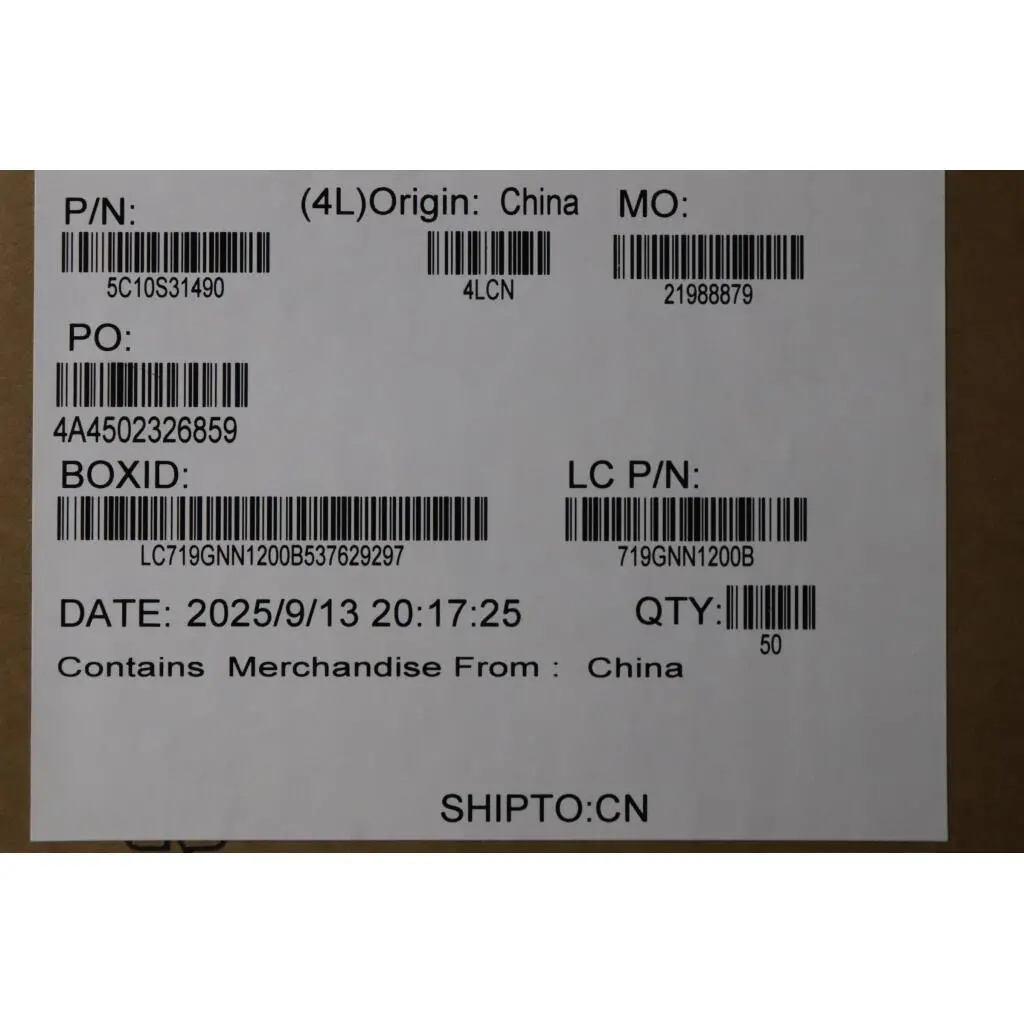 P/N: (4L)Origin: China MO:
5C10S31490 4LCN 21988879
PO:
4A4502326859
BOXID: LC P/N:
LC719GNN1200B537629297 719GNN1200B
DATE: 2025/9/13 20:17:25 QTY:
50
Contains Merchandise From : China
SHIPTO:CN